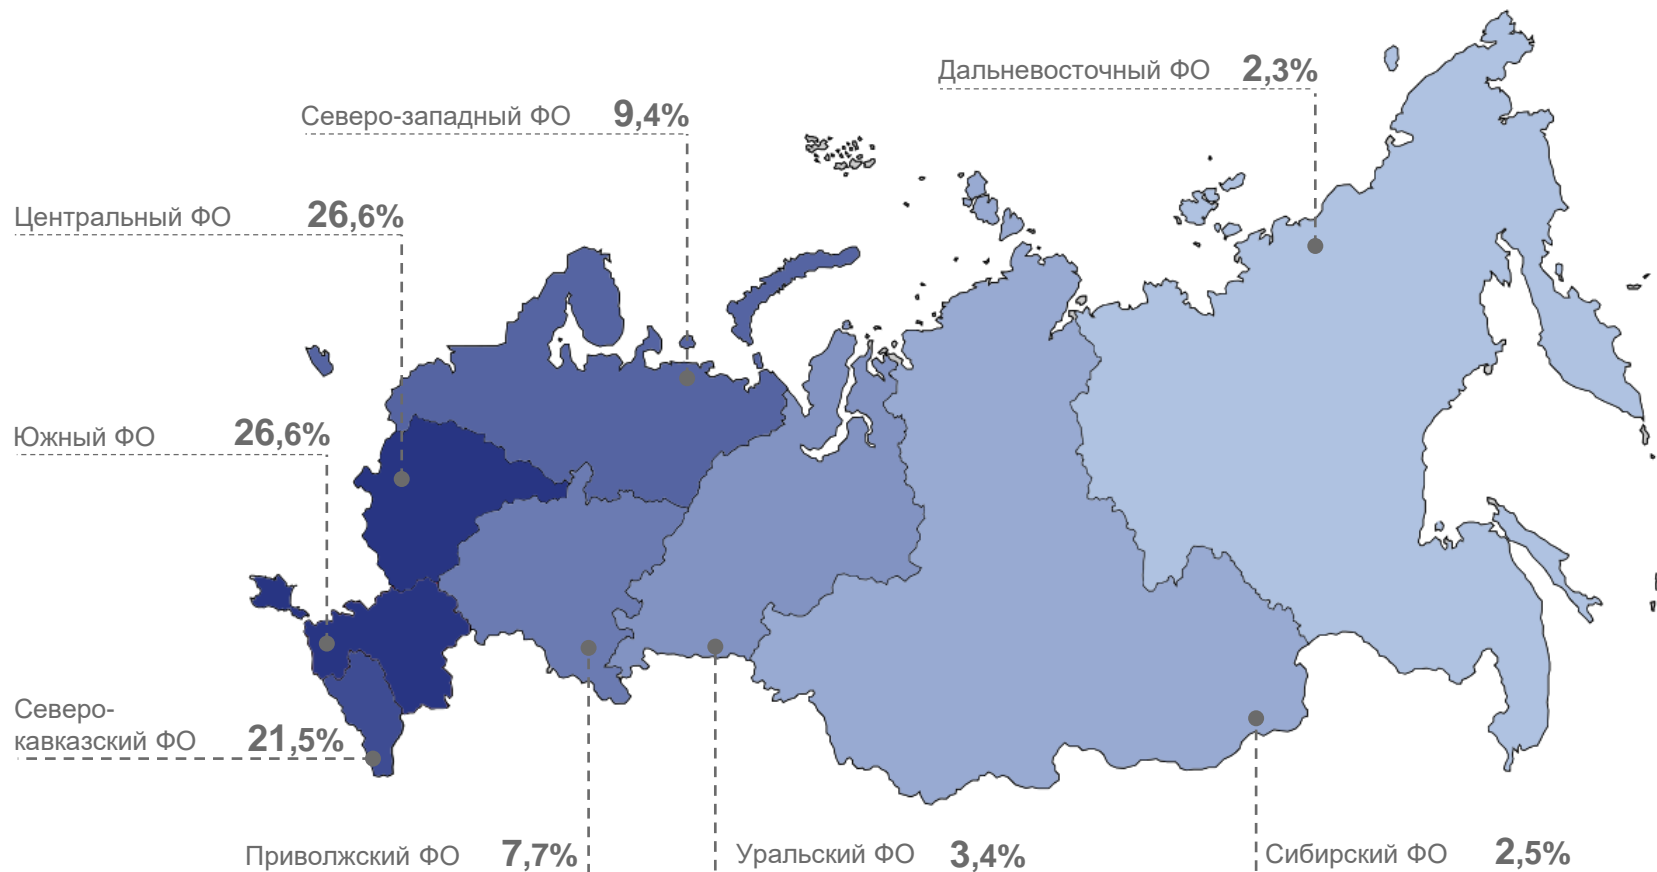 Дальневосточный ФО 2,3%
Северо-западный ФО 9,4%
Центральный ФО 26,6%
Южный ФО 26,6%
Северо-
кавказский ФО 21,5%
Приволжский ФО 7,7%
Уральский ФО 3,4%
Сибирский ФО 2,5%